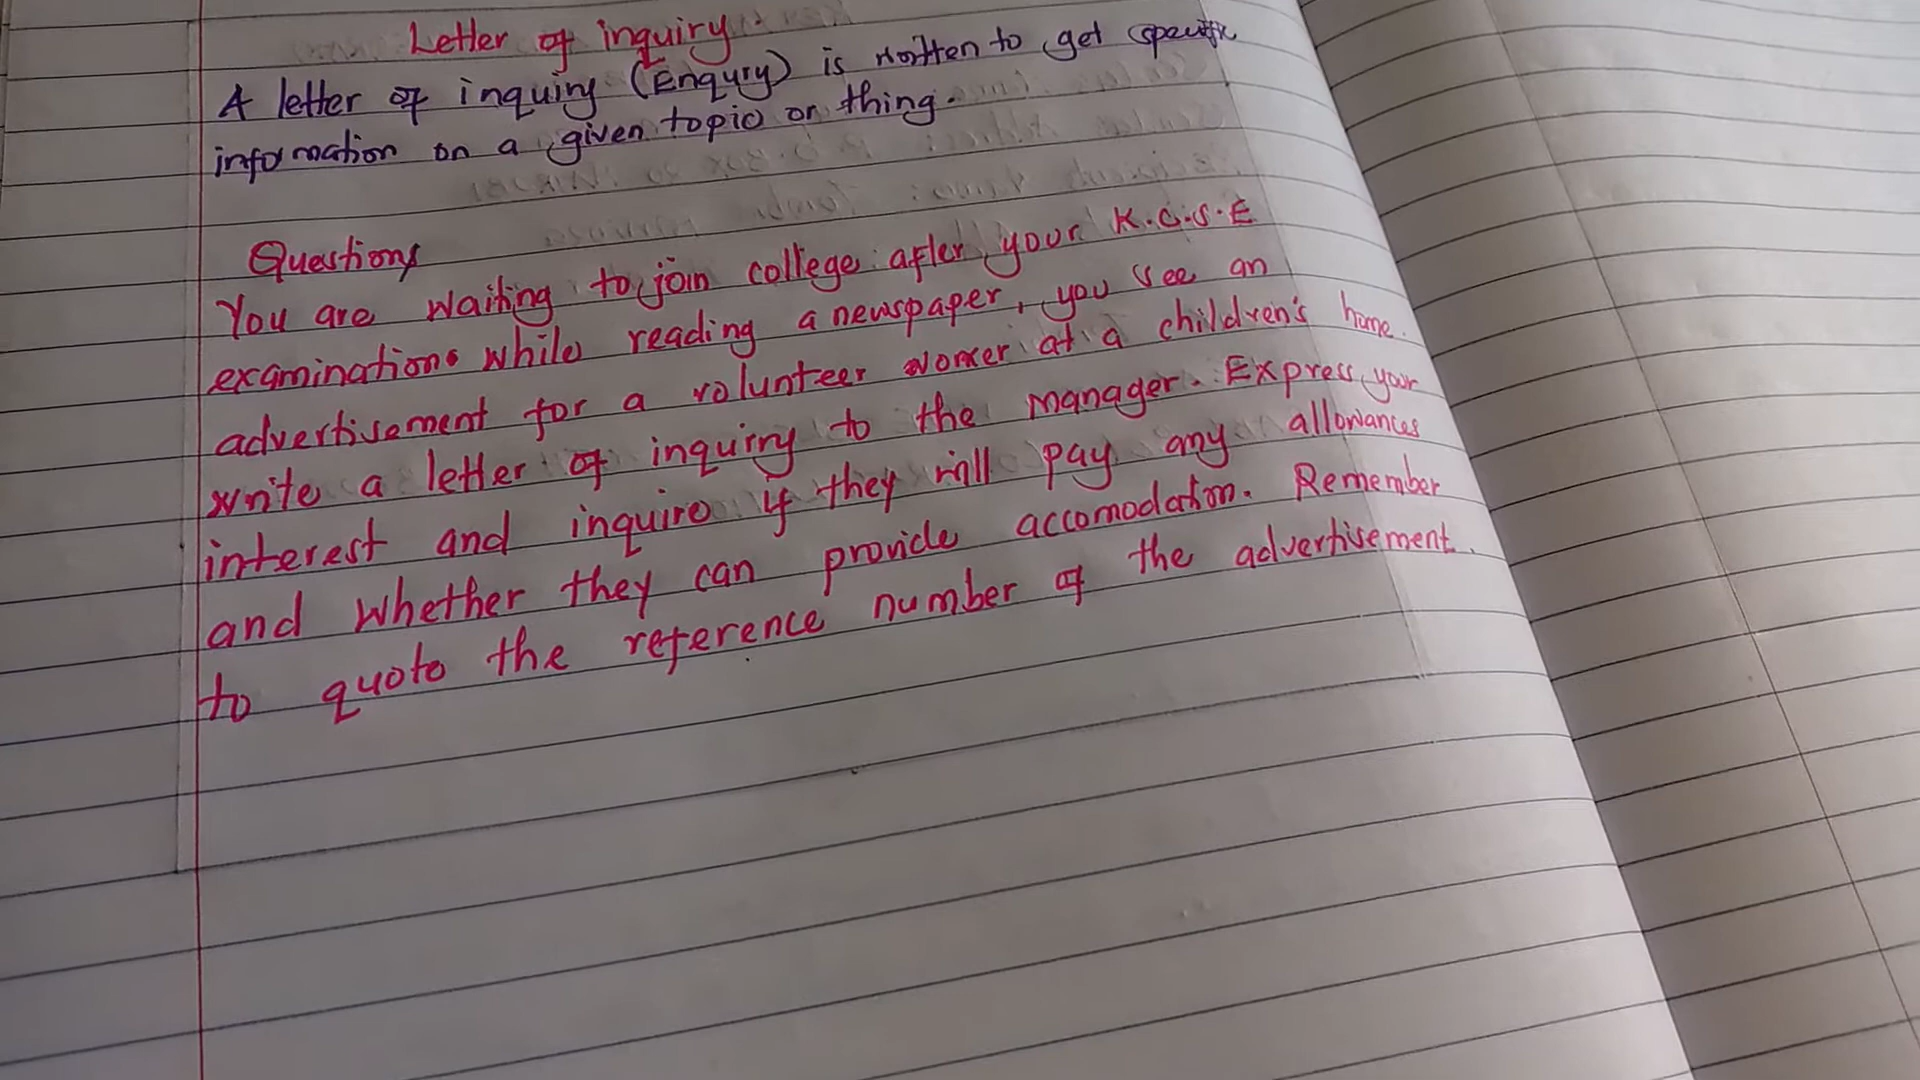 Letter of inquiry.
A letter of inquiry (Enqury) is written to get specific
information on a given topic or thing.
Questions
You are waiting to join college after your K.C.S.E
examinations while reading a newspaper, you see an
advertisement for a volunteer worker at a children's home.
write a letter of inquiry to the manager. Express your
interest and inquire if they will pay any allowances
and whether they can provide accomodation. Remember
to quote the reference number of the advertisement.